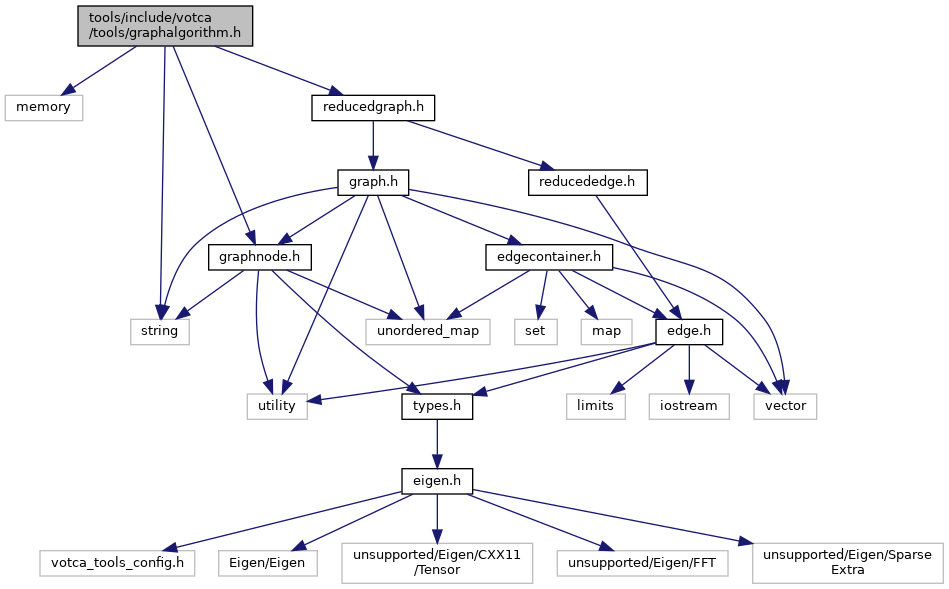 tools/include/votca
/tools/graphalgorithm.h
memory
reducedgraph.h
graph.h
reducededge.h
graphnode.h
edgecontainer.h
string
unordered_map
set
map
edge.h
utility
types.h
limits
iostream
vector
eigen.h
votca_tools_config.h
Eigen/Eigen
unsupported/Eigen/CXX11
/Tensor
unsupported/Eigen/FFT
unsupported/Eigen/Sparse
Extra